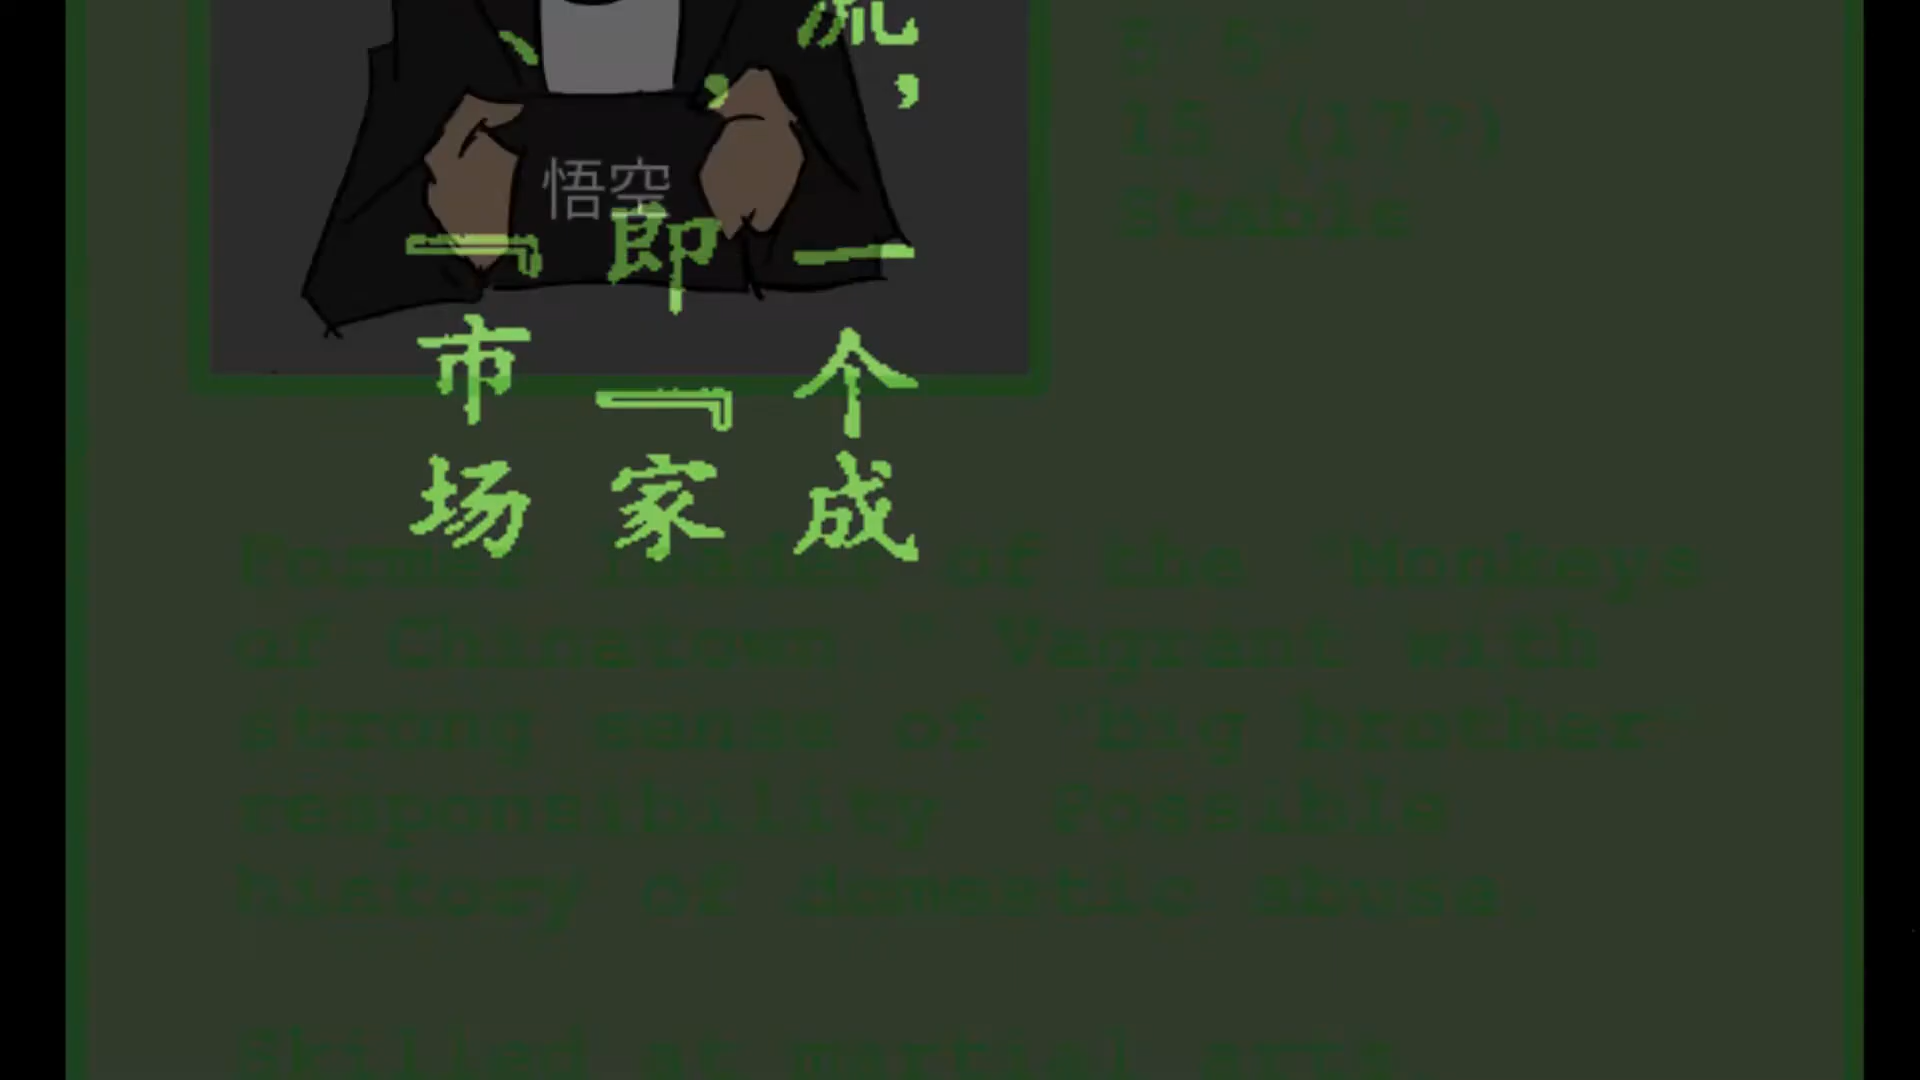 5'5"
15 (17?)
Stable
悟空
流，
一个成
，
即『家
、
『市场
Former leader of the "Monkeys
of Chinatown." Vagrant with
strong sense of "big brother"
responsibility. Possible
history of domestic abuse.
Skilled at martial arts.